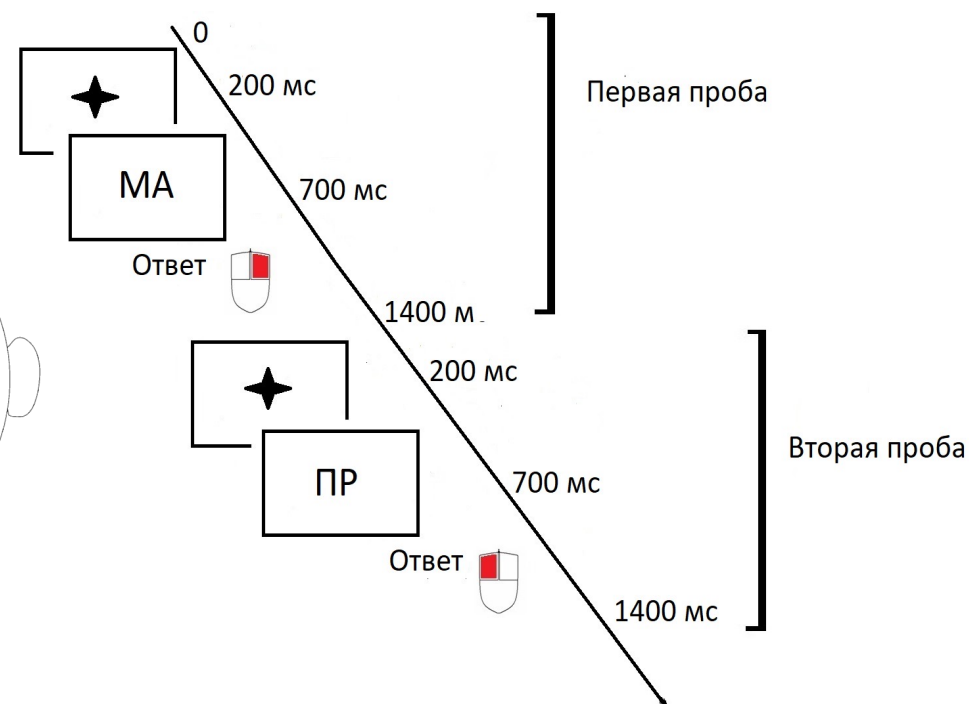 0
200 мс
Первая проба
МА
700 мс
Ответ
1400 м
200 мс
Вторая проба
ПР
700 мс
Ответ
1400 мс